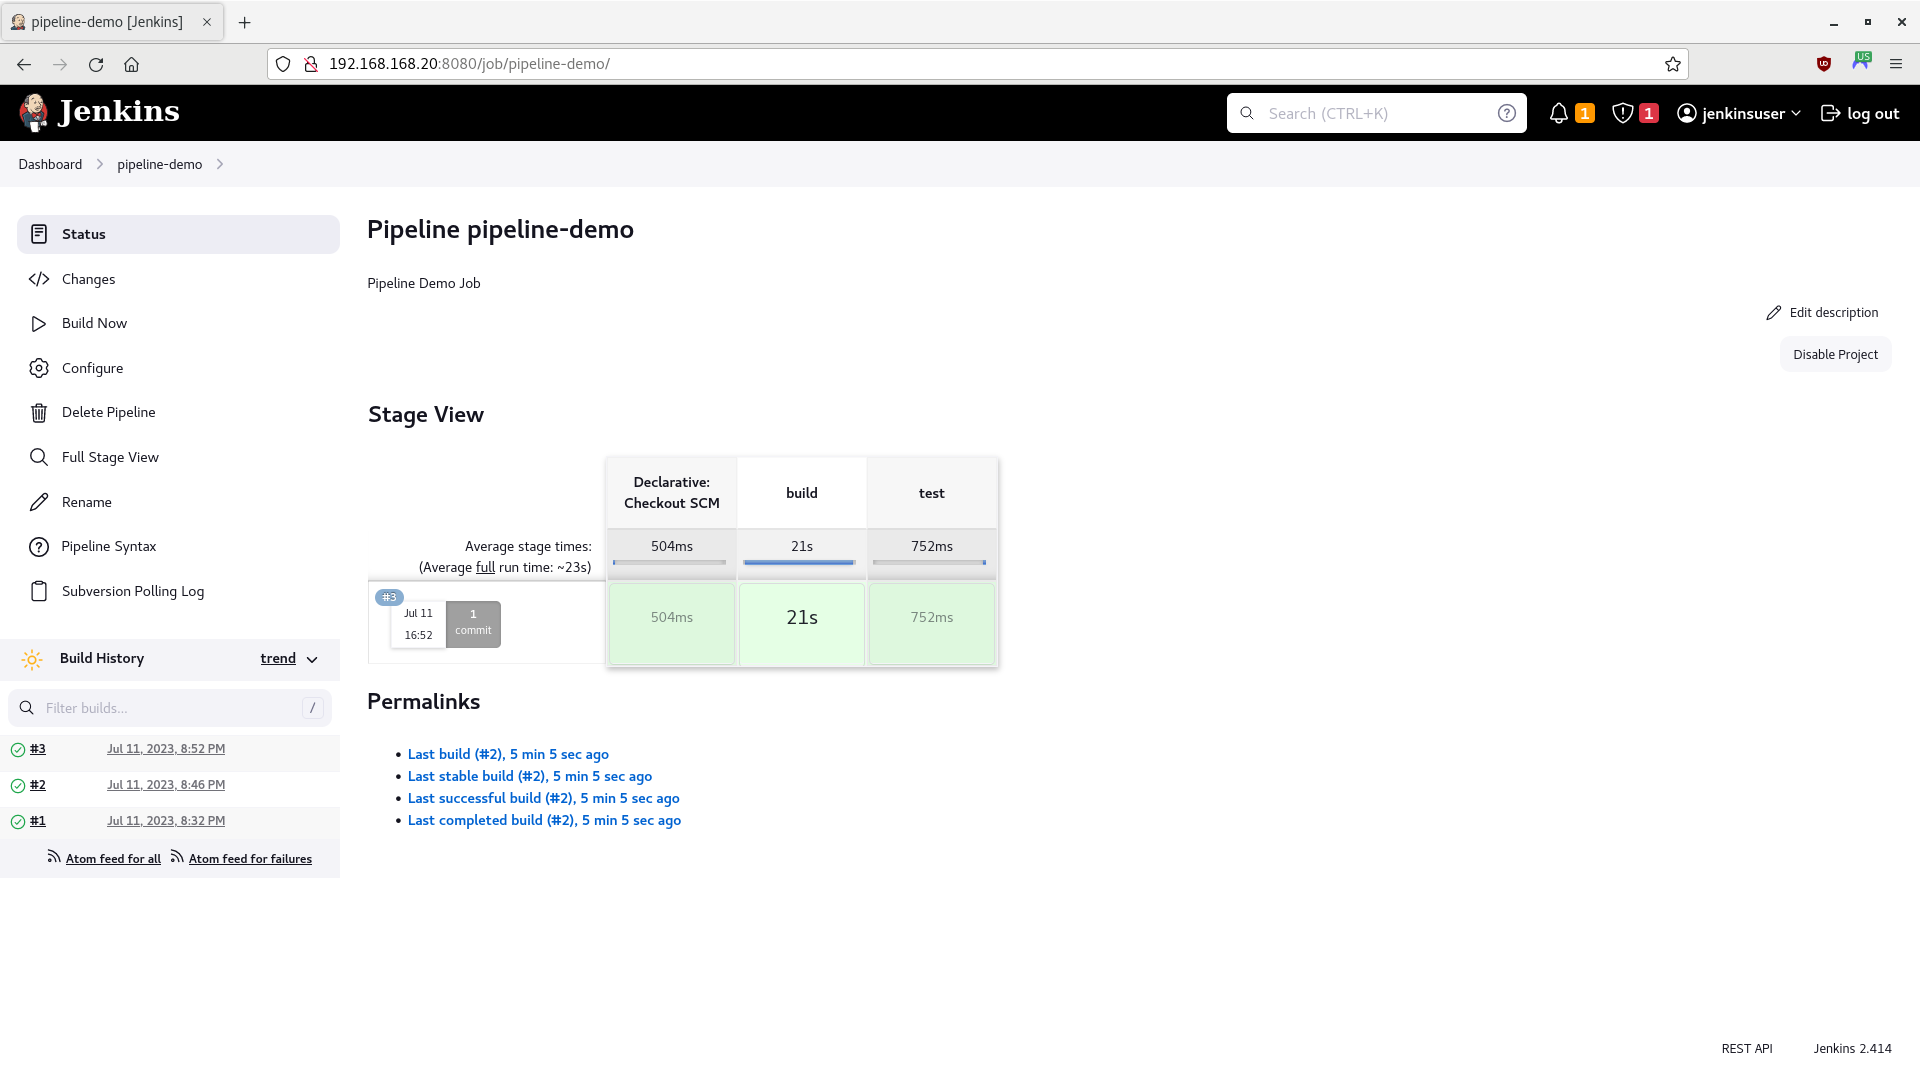 pipeline-demo [Jenkins]
192.168.168.20:8080/job/pipeline-demo/
US
Jenkins
Search (CTRL+K)
1
1
jenkinsuser
log out
Dashboard
pipeline-demo
Status
Changes
Build Now
Configure
Delete Pipeline
Full Stage View
Rename
Pipeline Syntax
Subversion Polling Log
Build History
trend
Filter builds...
/
#3 Jul 11, 2023, 8:52 PM
#2 Jul 11, 2023, 8:46 PM
#1 Jul 11, 2023, 8:32 PM
Atom feed for all Atom feed for failures
Pipeline pipeline-demo
Pipeline Demo Job
Edit description
Disable Project
Stage View
Declarative:
Checkout SCM
build
test
Average stage times:
(Average full run time: ~23s)
504ms
21s
752ms
#3
Jul 11
16:52
1
commit
504ms
21s
752ms
Permalinks
• Last build (#2), 5 min 5 sec ago
• Last stable build (#2), 5 min 5 sec ago
• Last successful build (#2), 5 min 5 sec ago
• Last completed build (#2), 5 min 5 sec ago
REST API
Jenkins 2.414